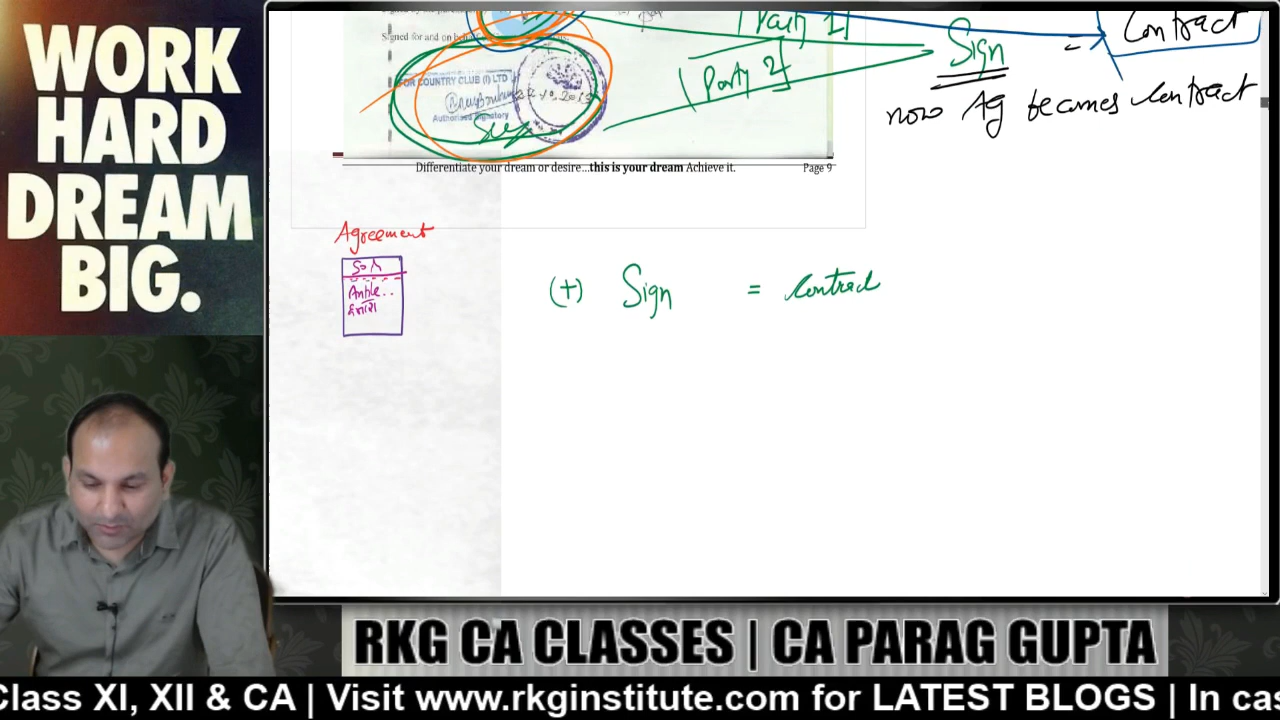 WORK
HARD
DREAM
BIG.
Signed for and on
Party 1
Party 2
Sign
=
Contract
now Ag becomes Contract
OR COUNTRY CLUB (I) LTD
Authorised Signatory
Differentiate your dream or desire...this is your dream Achieve it.
Page 9
Agreement
(+) Sign = Contract
RKG CA CLASSES | CA PARAG GUPTA
Class XI, XII & CA | Visit www.rkginstitute.com for LATEST BLOGS | In cas